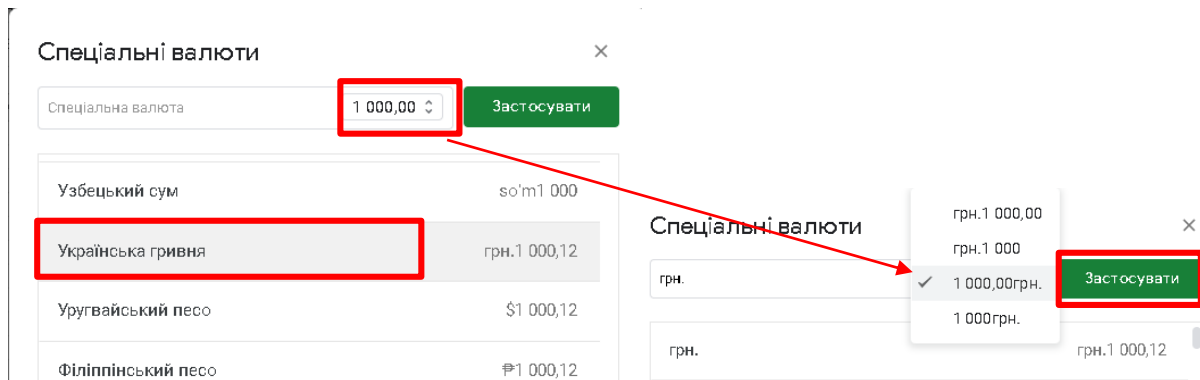 Спеціальні валюти
Спеціальна валюта 1 000,00 Застосувати
Узбецький сум so'm1 000
Українська гривня грн.1 000,12
Уругвайський песо $1 000,12
Філіппінський песо ₱1 000,12
Спеціальні валюти
грн.1 000,00
грн.1 000
1 000,00грн.
1 000грн.
грн. Застосувати
грн. грн.1 000,12